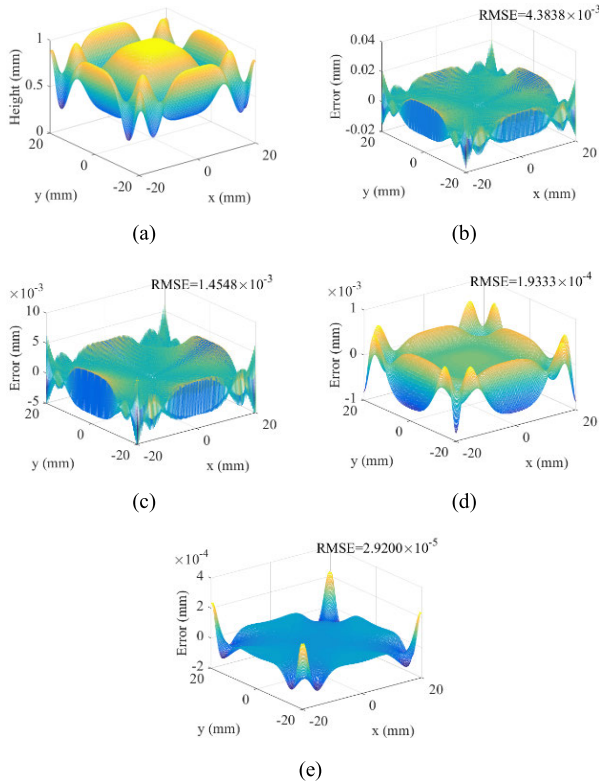 1
0.5
0
Height (mm)
20
0
-20
y (mm)
-20
0
20
x (mm)
(a)
RMSE=4.3838×10⁻³
0.04
0.02
0
-0.02
Error (mm)
20
0
-20
y (mm)
-20
0
20
x (mm)
(b)
RMSE=1.4548×10⁻³
×10⁻³
10
5
0
-5
Error (mm)
20
0
-20
y (mm)
-20
0
20
x (mm)
(c)
RMSE=1.9333×10⁻⁴
×10⁻³
1
0
-1
Error (mm)
20
0
-20
y (mm)
-20
0
20
x (mm)
(d)
RMSE=2.9200×10⁻⁵
×10⁻⁴
4
2
0
-2
Error (mm)
20
0
-20
y (mm)
-20
0
20
x (mm)
(e)